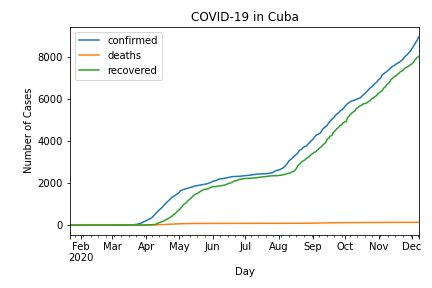 COVID-19 in Cuba
confirmed
deaths
recovered
Number of Cases
8000
6000
4000
2000
0
Feb Mar Apr May Jun Jul Aug Sep Oct Nov Dec
2020
Day